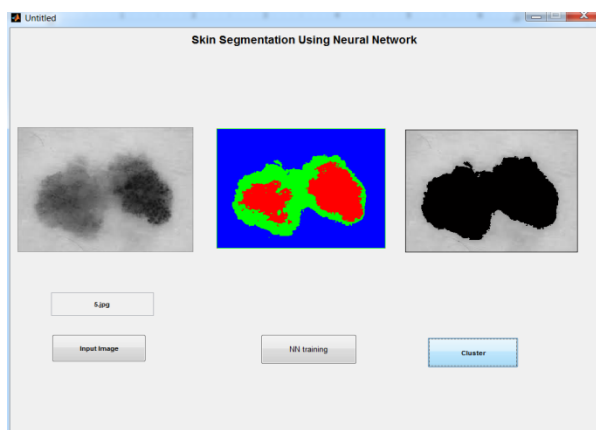 Untitled
Skin Segmentation Using Neural Network
5.jpg
Input Image
NN training
Cluster